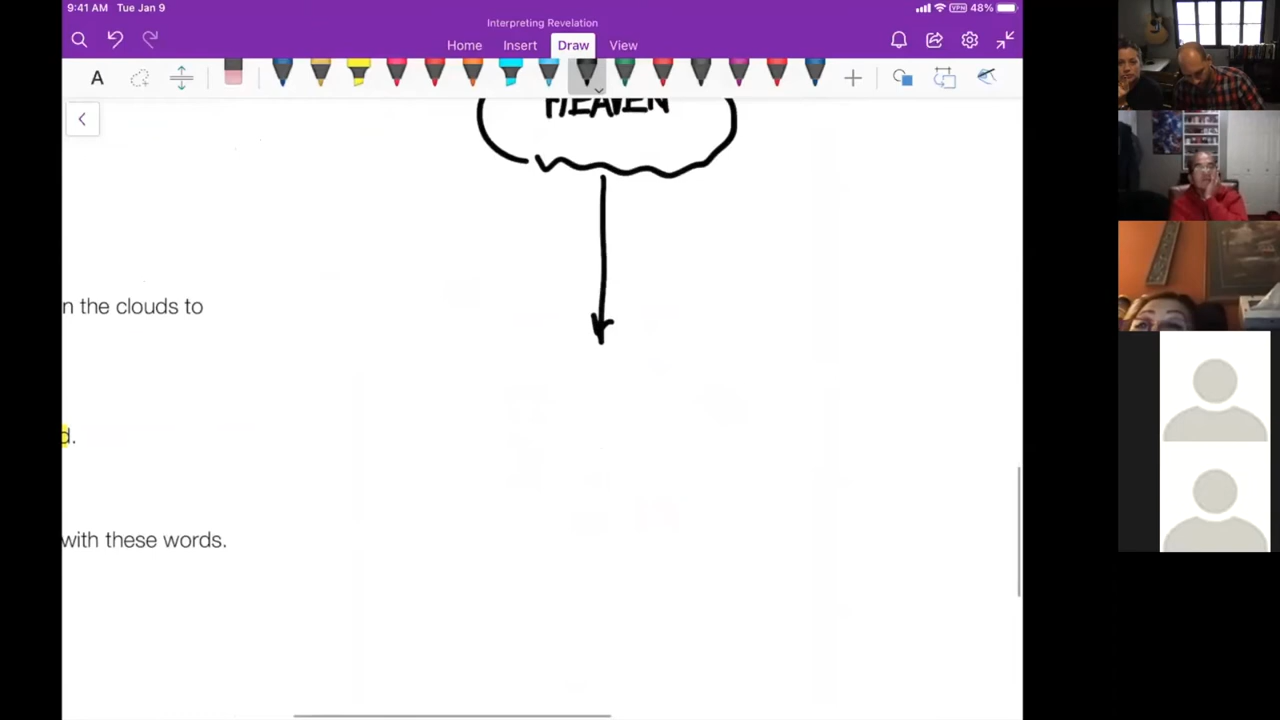 9:41 AM Tue Jan 9
VPN 48%
Interpreting Revelation
Home Insert Draw View
A
HEAVEN
n the clouds to
d.
with these words.